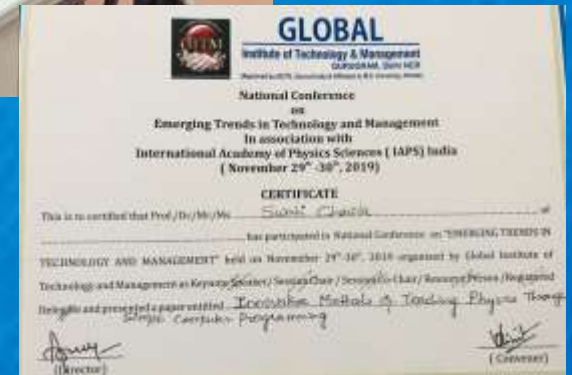 GITM
GLOBAL
Institute of Technology & Management
GURUGRAM, Delhi NCR
National Conference
on
Emerging Trends in Technology and Management
In association with
International Academy of Physics Sciences ( IAPS) India
( November 29th -30th, 2019)
CERTIFICATE
This is to certified that Prof./Dr./Mr./Ms of
has participated in National Conference on "EMERGING TRENDS IN
TECHNOLOGY AND MANAGEMENT" held on November 29th-30th, 2019 organized by Global Institute of
Technology and Management as Keynote Speaker / Session Chair / Session Co-Chair / Resource Person /Registered
Delegate and presented a paper entitled Innovative Methods of Teaching Physics Through
Simple Computer Programming
(Director)
( Convener)